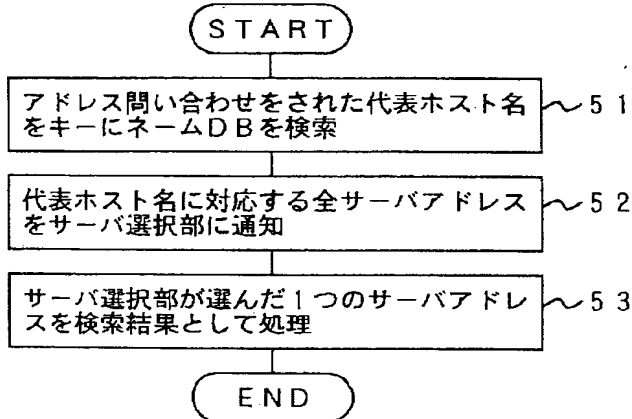 START
アドレス問い合わせをされた代表ホスト名
をキーにネームDBを検索
51
代表ホスト名に対応する全サーバアドレス
をサーバ選択部に通知
52
サーバ選択部が選んだ1つのサーバアドレ
スを検索結果として処理
53
END